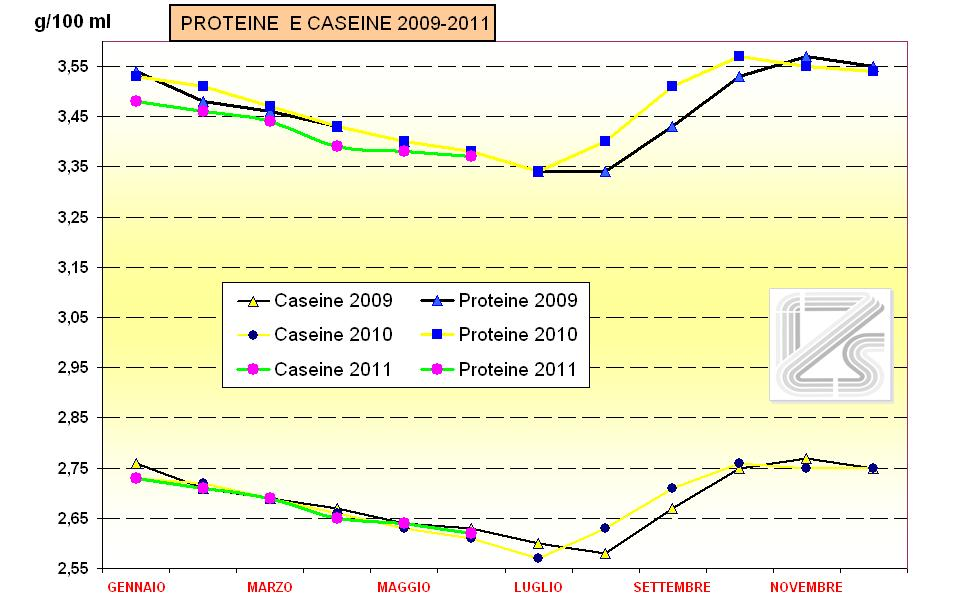 g/100 ml
PROTEINE E CASEINE 2009-2011
3,55
3,45
3,35
3,25
3,15
3,05
2,95
2,85
2,75
2,65
2,55
Caseine 2009 Proteine 2009
Caseine 2010 Proteine 2010
Caseine 2011 Proteine 2011
GENNAIO MARZO MAGGIO LUGLIO SETTEMBRE NOVEMBRE